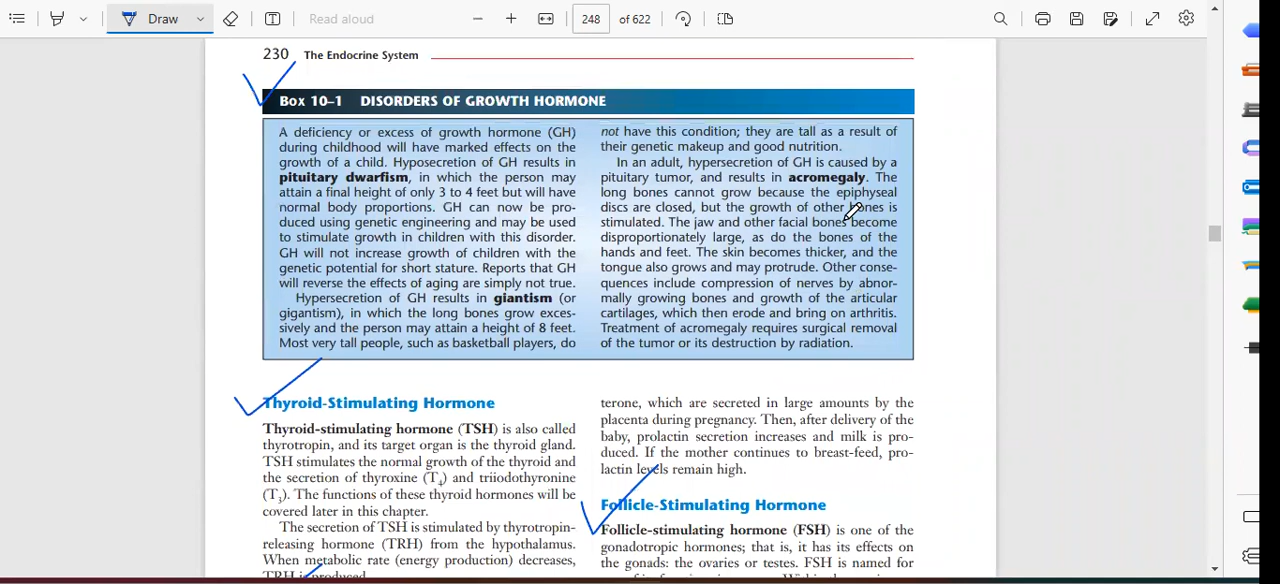 Draw
Read aloud
248 of 622
230 The Endocrine System
Box 10–1 DISORDERS OF GROWTH HORMONE
A deficiency or excess of growth hormone (GH)
during childhood will have marked effects on the
growth of a child. Hyposecretion of GH results in
pituitary dwarfism, in which the person may
attain a final height of only 3 to 4 feet but will have
normal body proportions. GH can now be pro-
duced using genetic engineering and may be used
to stimulate growth in children with this disorder.
GH will not increase growth of children with the
genetic potential for short stature. Reports that GH
will reverse the effects of aging are simply not true.
Hypersecretion of GH results in giantism (or
gigantism), in which the long bones grow exces-
sively and the person may attain a height of 8 feet.
Most very tall people, such as basketball players, do
not have this condition; they are tall as a result of
their genetic makeup and good nutrition.
In an adult, hypersecretion of GH is caused by a
pituitary tumor, and results in acromegaly. The
long bones cannot grow because the epiphyseal
discs are closed, but the growth of other bones is
stimulated. The jaw and other facial bones become
disproportionately large, as do the bones of the
hands and feet. The skin becomes thicker, and the
tongue also grows and may protrude. Other conse-
quences include compression of nerves by abnor-
mally growing bones and growth of the articular
cartilages, which then erode and bring on arthritis.
Treatment of acromegaly requires surgical removal
of the tumor or its destruction by radiation.
Thyroid-Stimulating Hormone
Thyroid-stimulating hormone (TSH) is also called
thyrotropin, and its target organ is the thyroid gland.
TSH stimulates the normal growth of the thyroid and
the secretion of thyroxine (T4) and triiodothyronine
(T3). The functions of these thyroid hormones will be
covered later in this chapter.
The secretion of TSH is stimulated by thyrotropin-
releasing hormone (TRH) from the hypothalamus.
When metabolic rate (energy production) decreases,
TRH is produced.
terone, which are secreted in large amounts by the
placenta during pregnancy. Then, after delivery of the
baby, prolactin secretion increases and milk is pro-
duced. If the mother continues to breast-feed, pro-
lactin levels remain high.
Follicle-Stimulating Hormone
Follicle-stimulating hormone (FSH) is one of the
gonadotropic hormones; that is, it has its effects on
the gonads: the ovaries or testes. FSH is named for